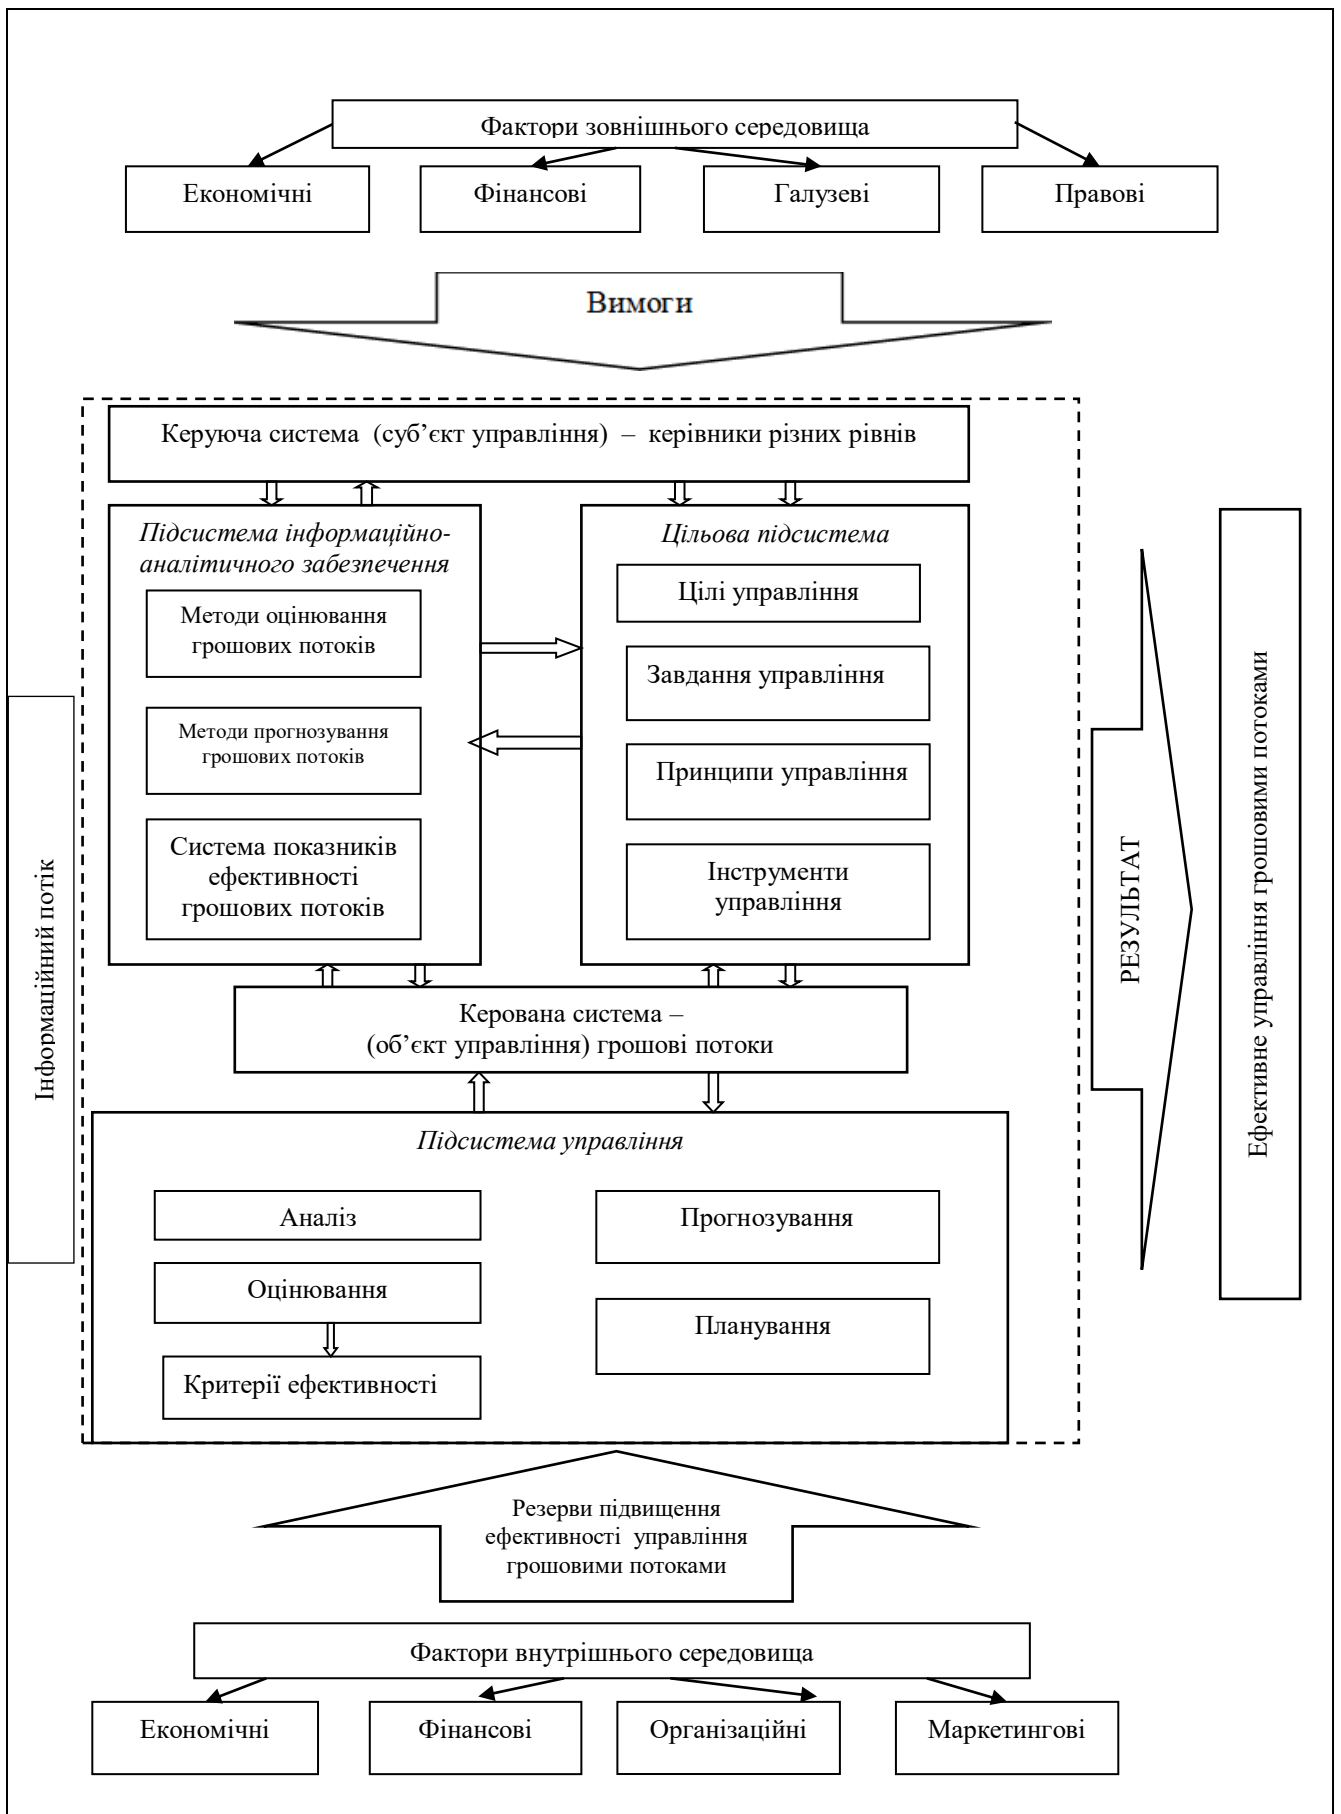 Фактори зовнішнього середовища
Економічні
Фінансові
Галузеві
Правові
Вимоги
Керуюча система (суб’єкт управління) – керівники різних рівнів
Підсистема інформаційно-
аналітичного забезпечення
Методи оцінювання
грошових потоків
Методи прогнозування
грошових потоків
Система показників
ефективності
грошових потоків
Цільова підсистема
Цілі управління
Завдання управління
Принципи управління
Інструменти
управління
Інформаційний потік
РЕЗУЛЬТАТ
Ефективне управління грошовими потоками
Керована система –
(об’єкт управління) грошові потоки
Підсистема управління
Аналіз
Оцінювання
Критерії ефективності
Прогнозування
Планування
Резерви підвищення
ефективності управління
грошовими потоками
Фактори внутрішнього середовища
Економічні
Фінансові
Організаційні
Маркетингові